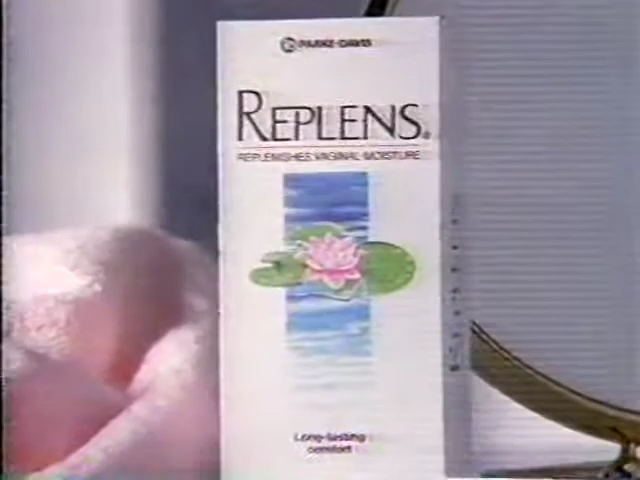 PARKE-DAVIS
REPLENS.
REPLENISHES VAGINAL MOISTURE
Long-lasting
comfort